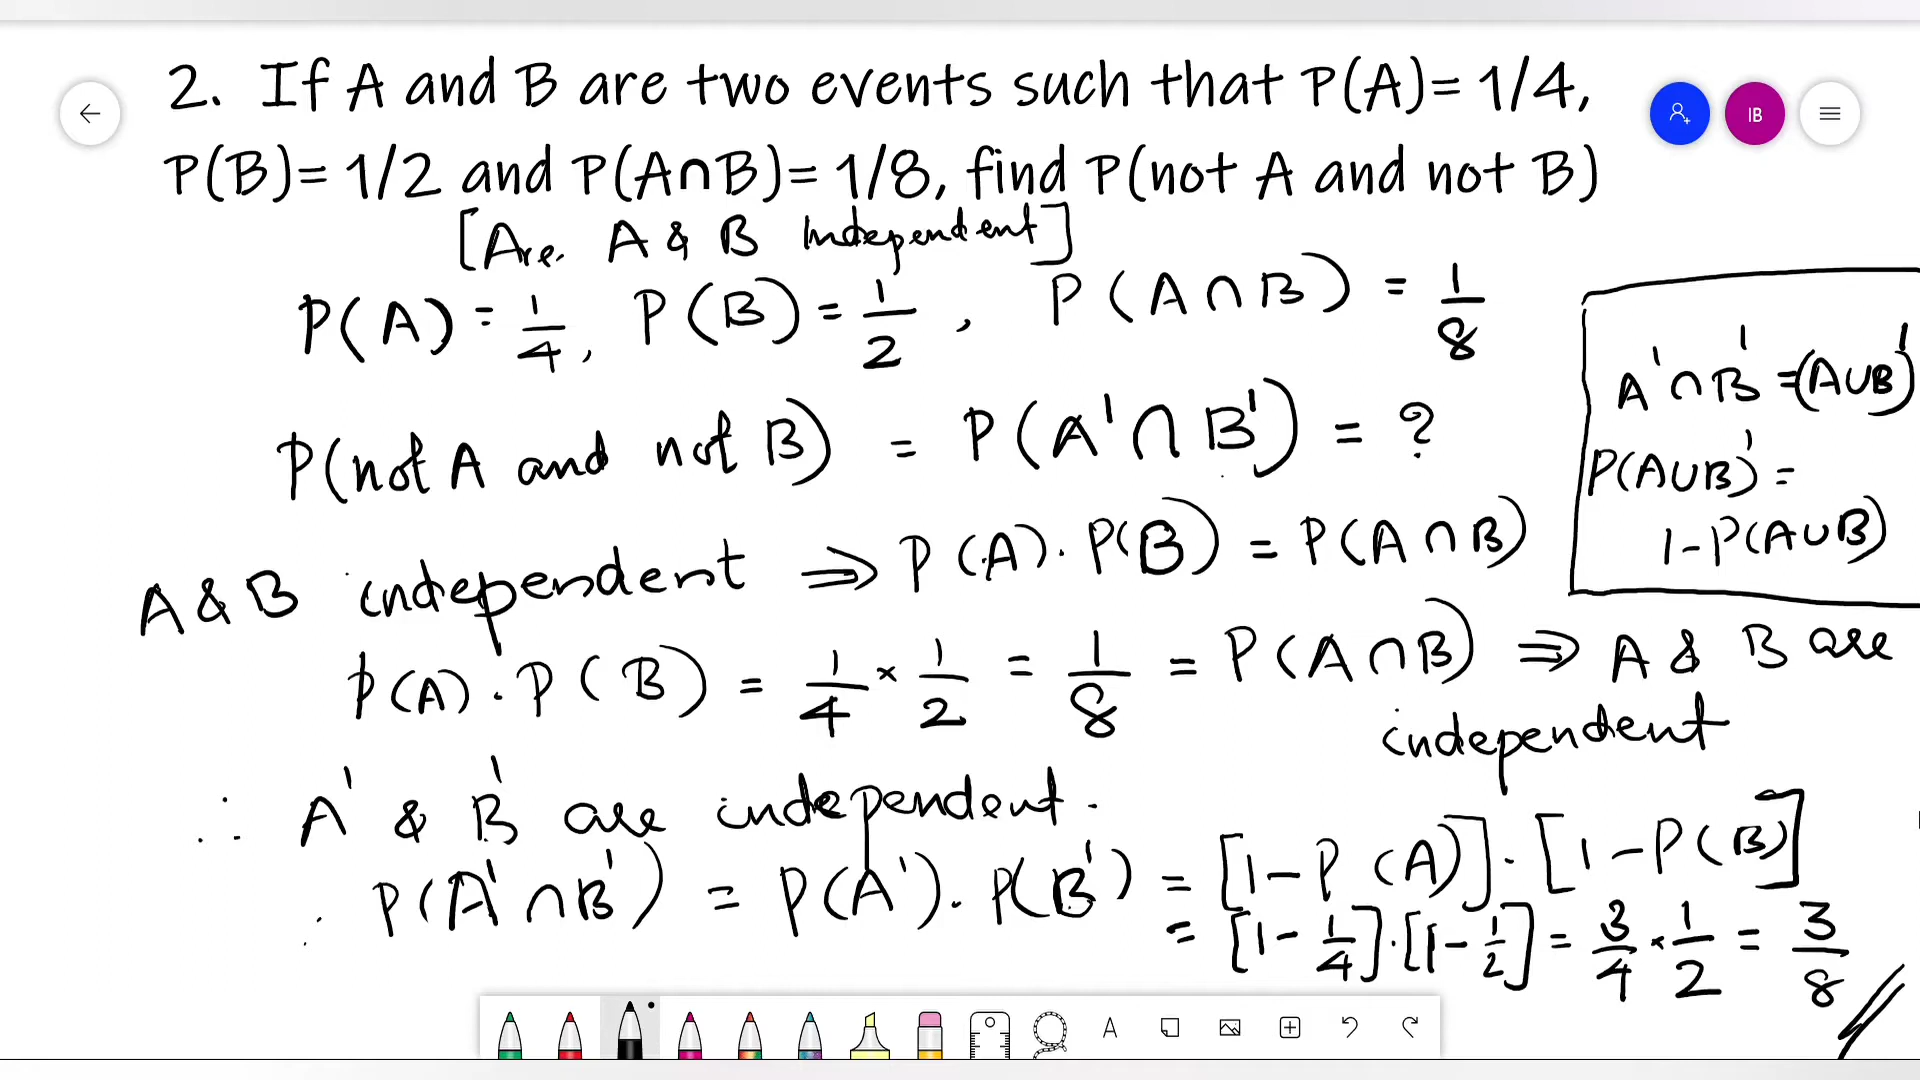 2. If A and B are two events such that P(A)= 1/4,
P(B)= 1/2 and P(A∩B)= 1/8, find P(not A and not B)
IB
[Are A & B Independent]
P(A) = 1/4, P(B) = 1/2, P(A∩B) = 1/8
P(not A and not B) = P(A'∩B') = ?
A'∩B' = (A∪B)'
P(A∪B)' =
1-P(A∪B)
A & B independent ⇒ P(A). P(B) = P(A∩B)
P(A). P(B) = 1/4 × 1/2 = 1/8 = P(A∩B) ⇒ A & B are
independent
∴ A' & B' are independent.
∴ P(A'∩B') = P(A'). P(B') = [1-P(A)]. [1-P(B)]
= [1-1/4].[1-1/2] = 3/4 × 1/2 = 3/8
A